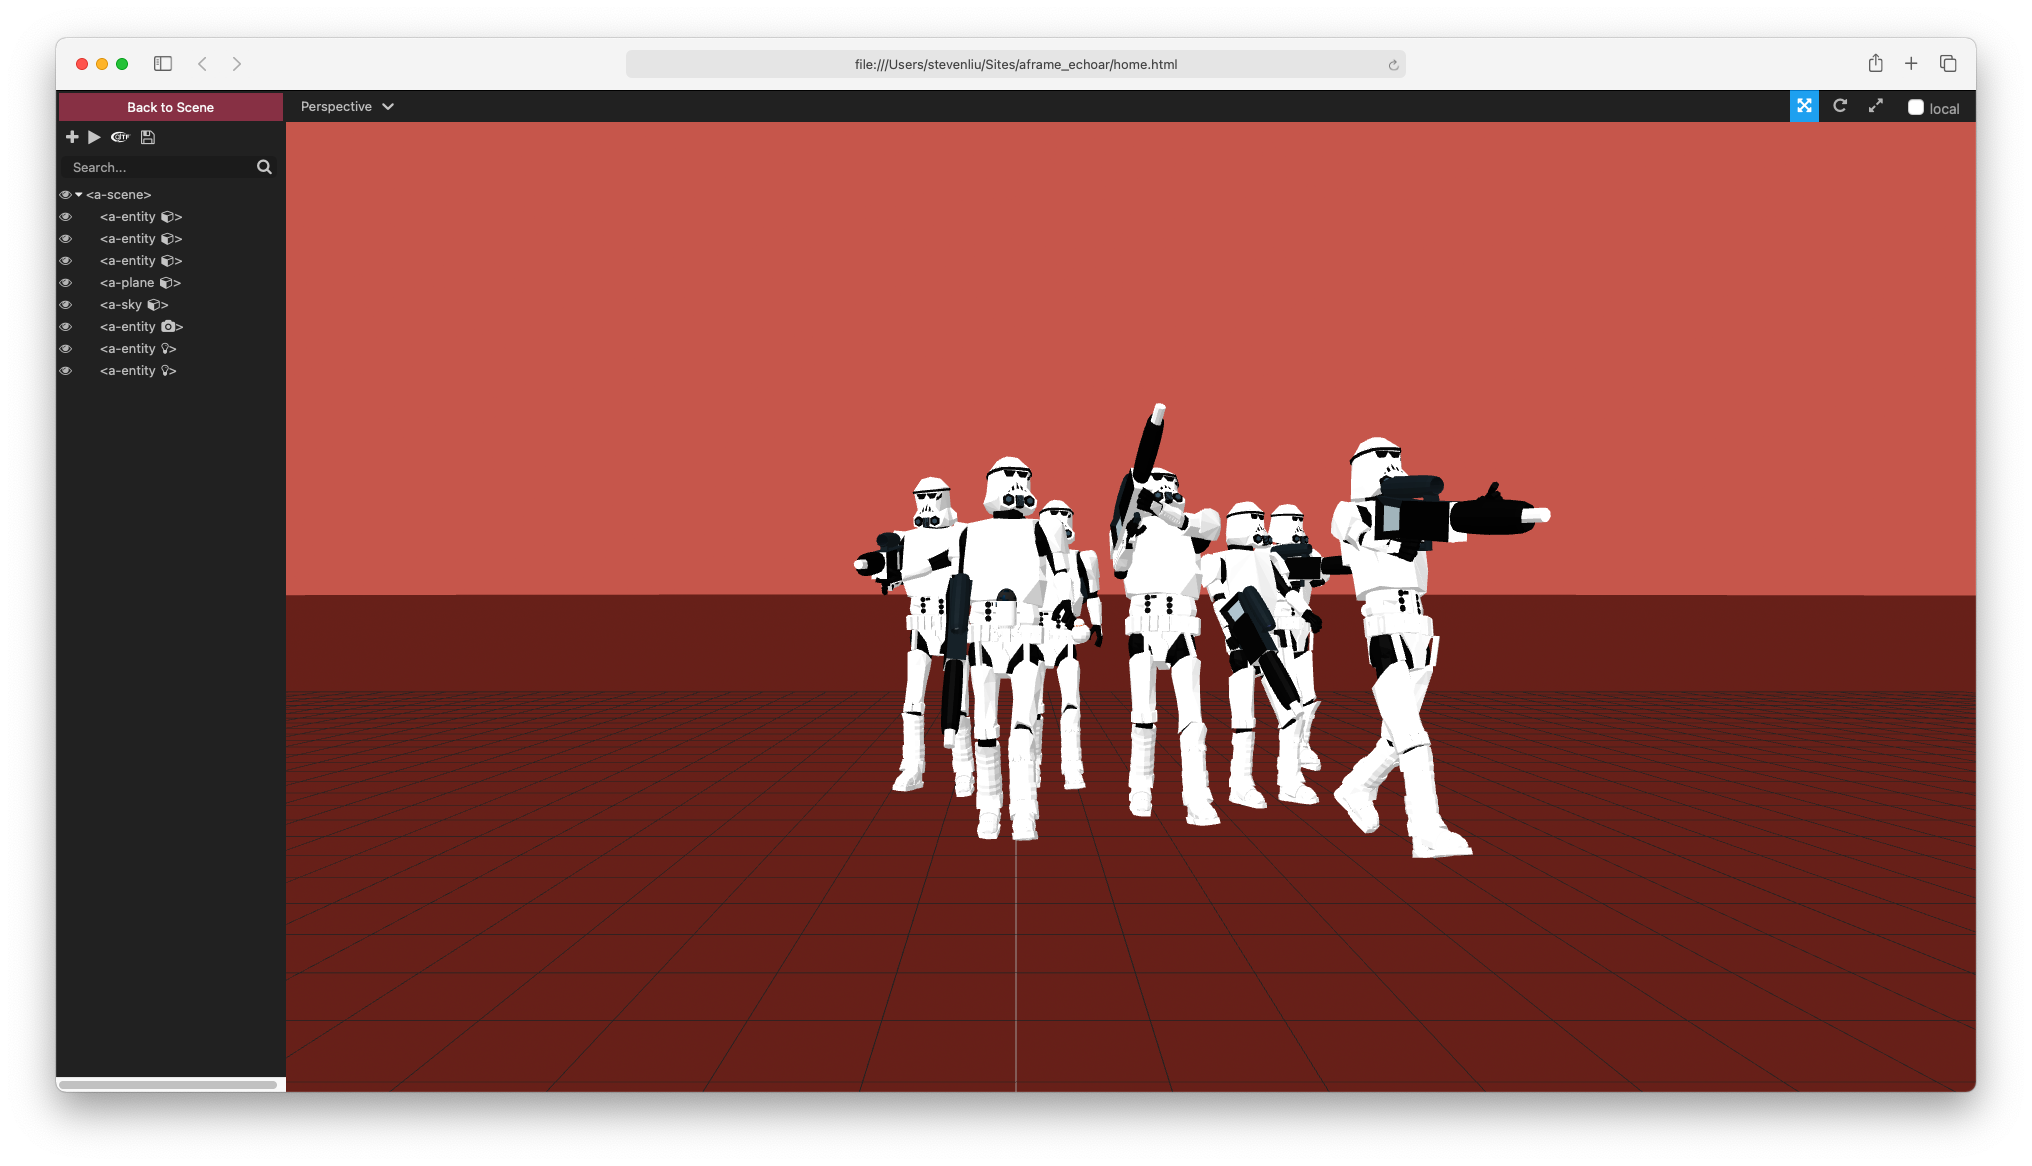 file:///Users/stevenliu/Sites/aframe_echoar/home.html
Back to Scene
Perspective
local
glTF
Search...
<a-scene>
<a-entity >
<a-entity >
<a-entity >
<a-plane >
<a-sky >
<a-entity >
<a-entity >
<a-entity >